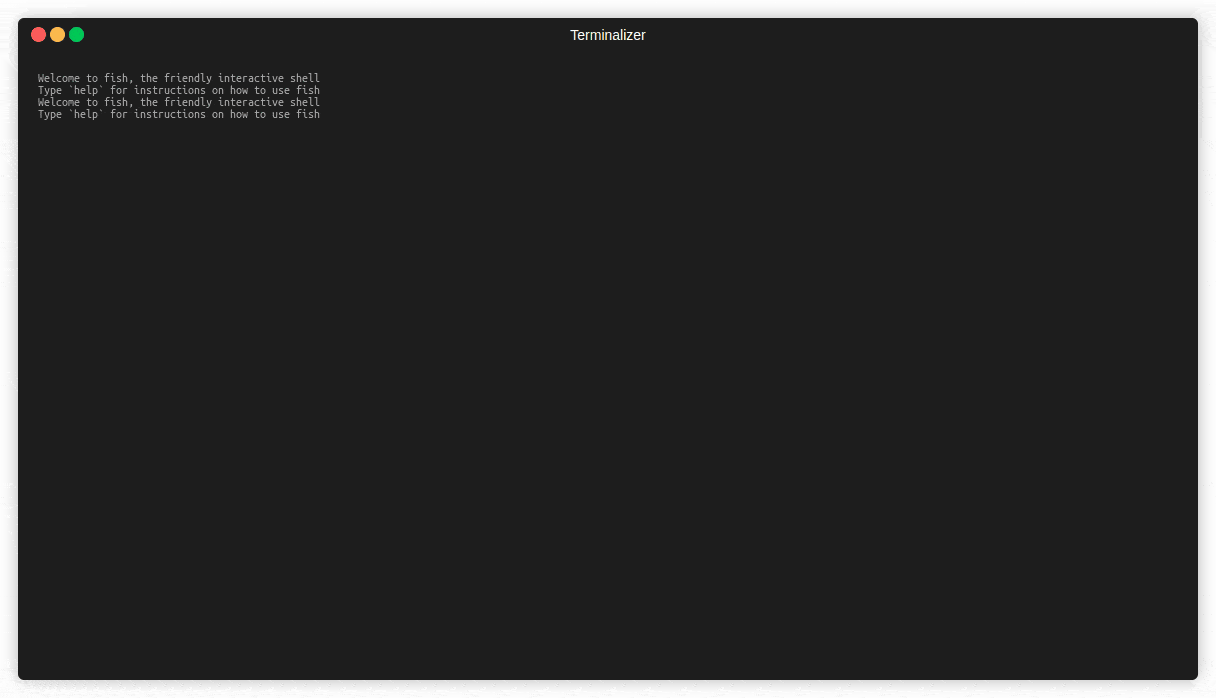 Terminalizer
Welcome to fish, the friendly interactive shell
Type `help` for instructions on how to use fish
Welcome to fish, the friendly interactive shell
Type `help` for instructions on how to use fish